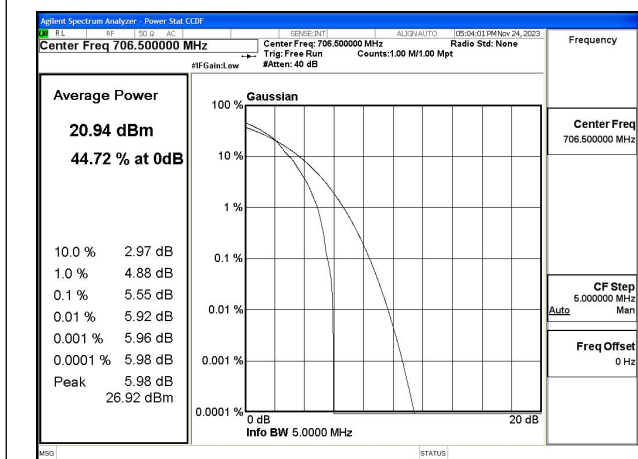 Agilent Spectrum Analyzer - Power Stat CCDF
RL RF 50 Ω AC SENSE:INT ALIGNAUTO 05:04:01 PM Nov 24, 2023
Center Freq 706.500000 MHz
Center Freq: 706.500000 MHz Radio Std: None
Trig: Free Run Counts:1.00 M/1.00 Mpt
#IFGain:Low #Atten: 40 dB
Frequency
Average Power
20.94 dBm
44.72 % at 0dB
10.0 % 2.97 dB
1.0 % 4.88 dB
0.1 % 5.55 dB
0.01 % 5.92 dB
0.001 % 5.96 dB
0.0001 % 5.98 dB
Peak 5.98 dB
26.92 dBm
Gaussian
100 %
10 %
1 %
0.1 %
0.01 %
0.001 %
0.0001 %
0 dB 20 dB
Info BW 5.0000 MHz
Center Freq
706.500000 MHz
CF Step
5.000000 MHz
Auto Man
Freq Offset
0 Hz
MSG STATUS